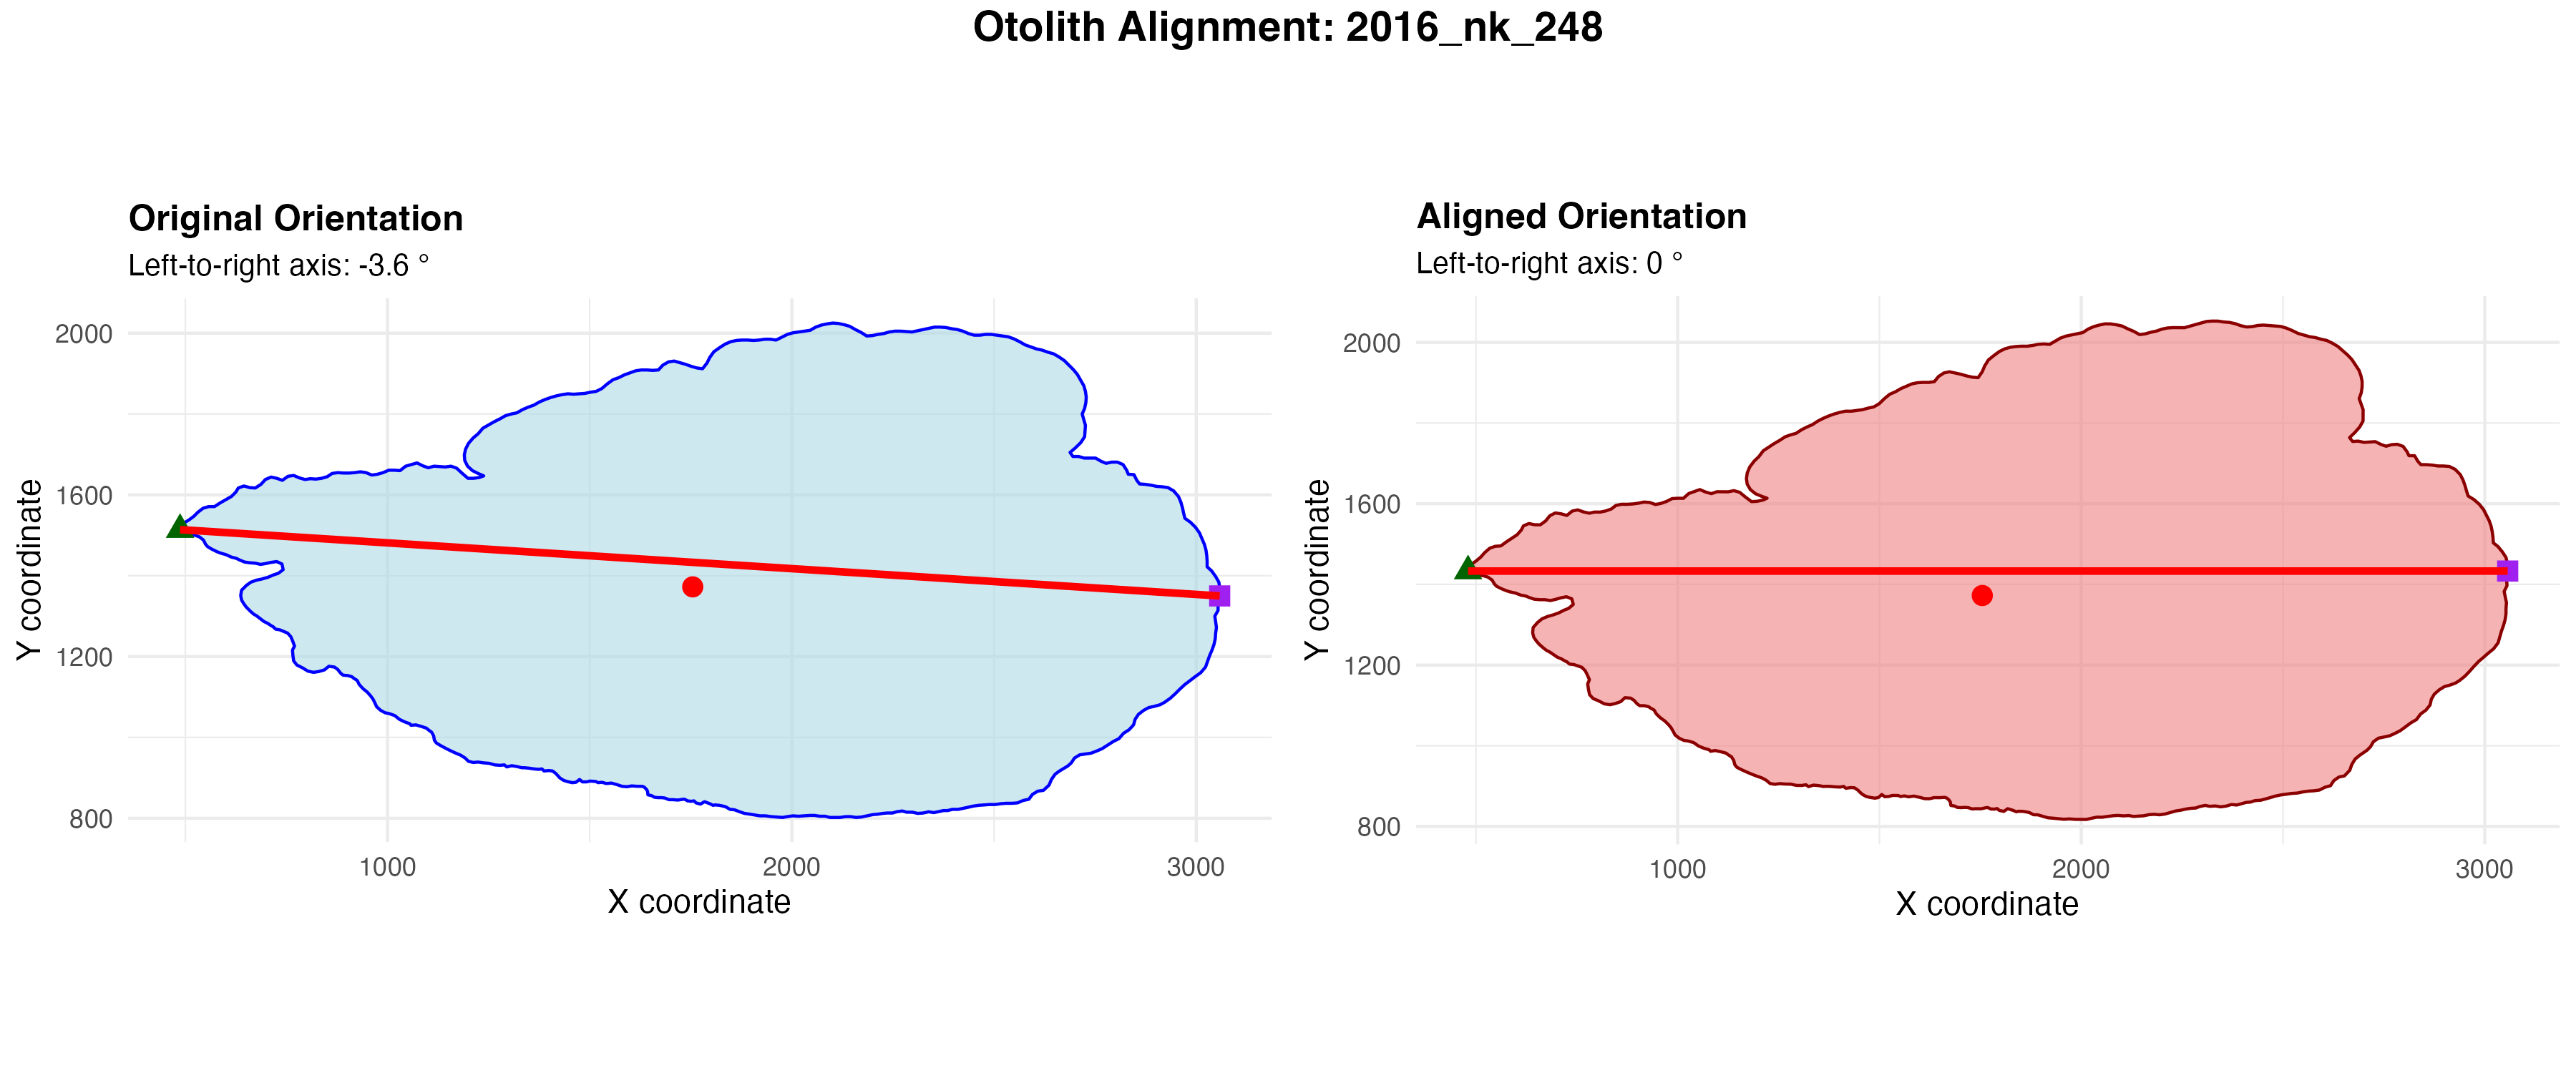 Otolith Alignment: 2016_nk_248
Original Orientation
Left-to-right axis: -3.6 °
Y coordinate
2000
1600
1200
800
1000
2000
3000
X coordinate
Aligned Orientation
Left-to-right axis: 0 °
Y coordinate
2000
1600
1200
800
1000
2000
3000
X coordinate